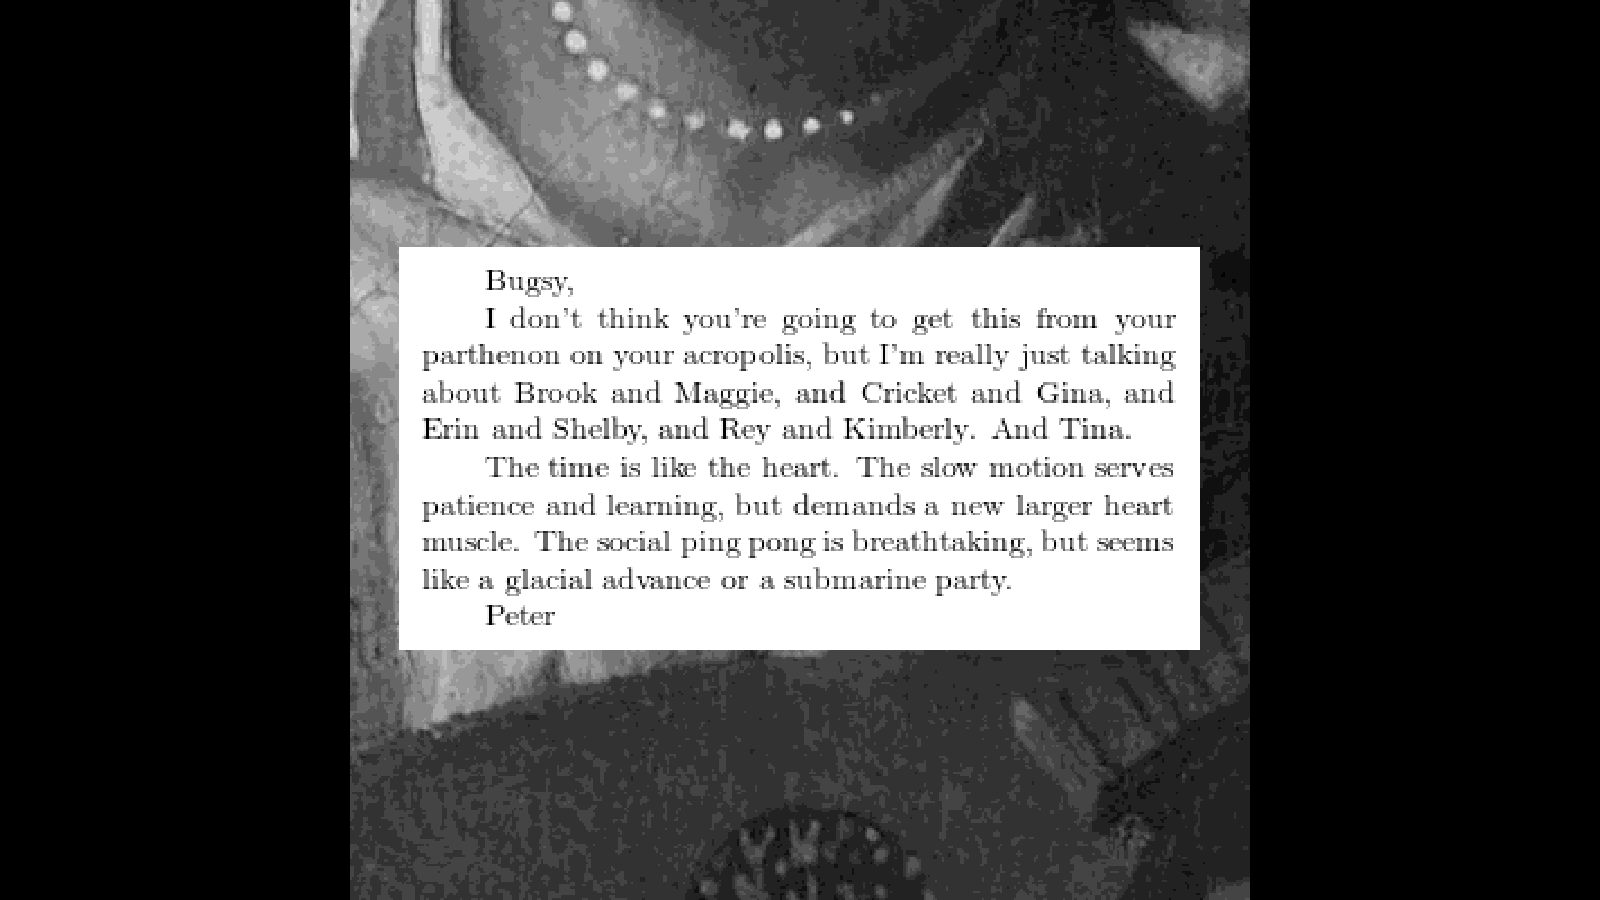 Bugsy,
I don't think you're going to get this from your
parthenon on your acropolis, but I'm really just talking
about Brook and Maggie, and Cricket and Gina, and
Erin and Shelby, and Rey and Kimberly. And Tina.
The time is like the heart. The slow motion serves
patience and learning, but demands a new larger heart
muscle. The social ping pong is breathtaking, but seems
like a glacial advance or a submarine party.
Peter